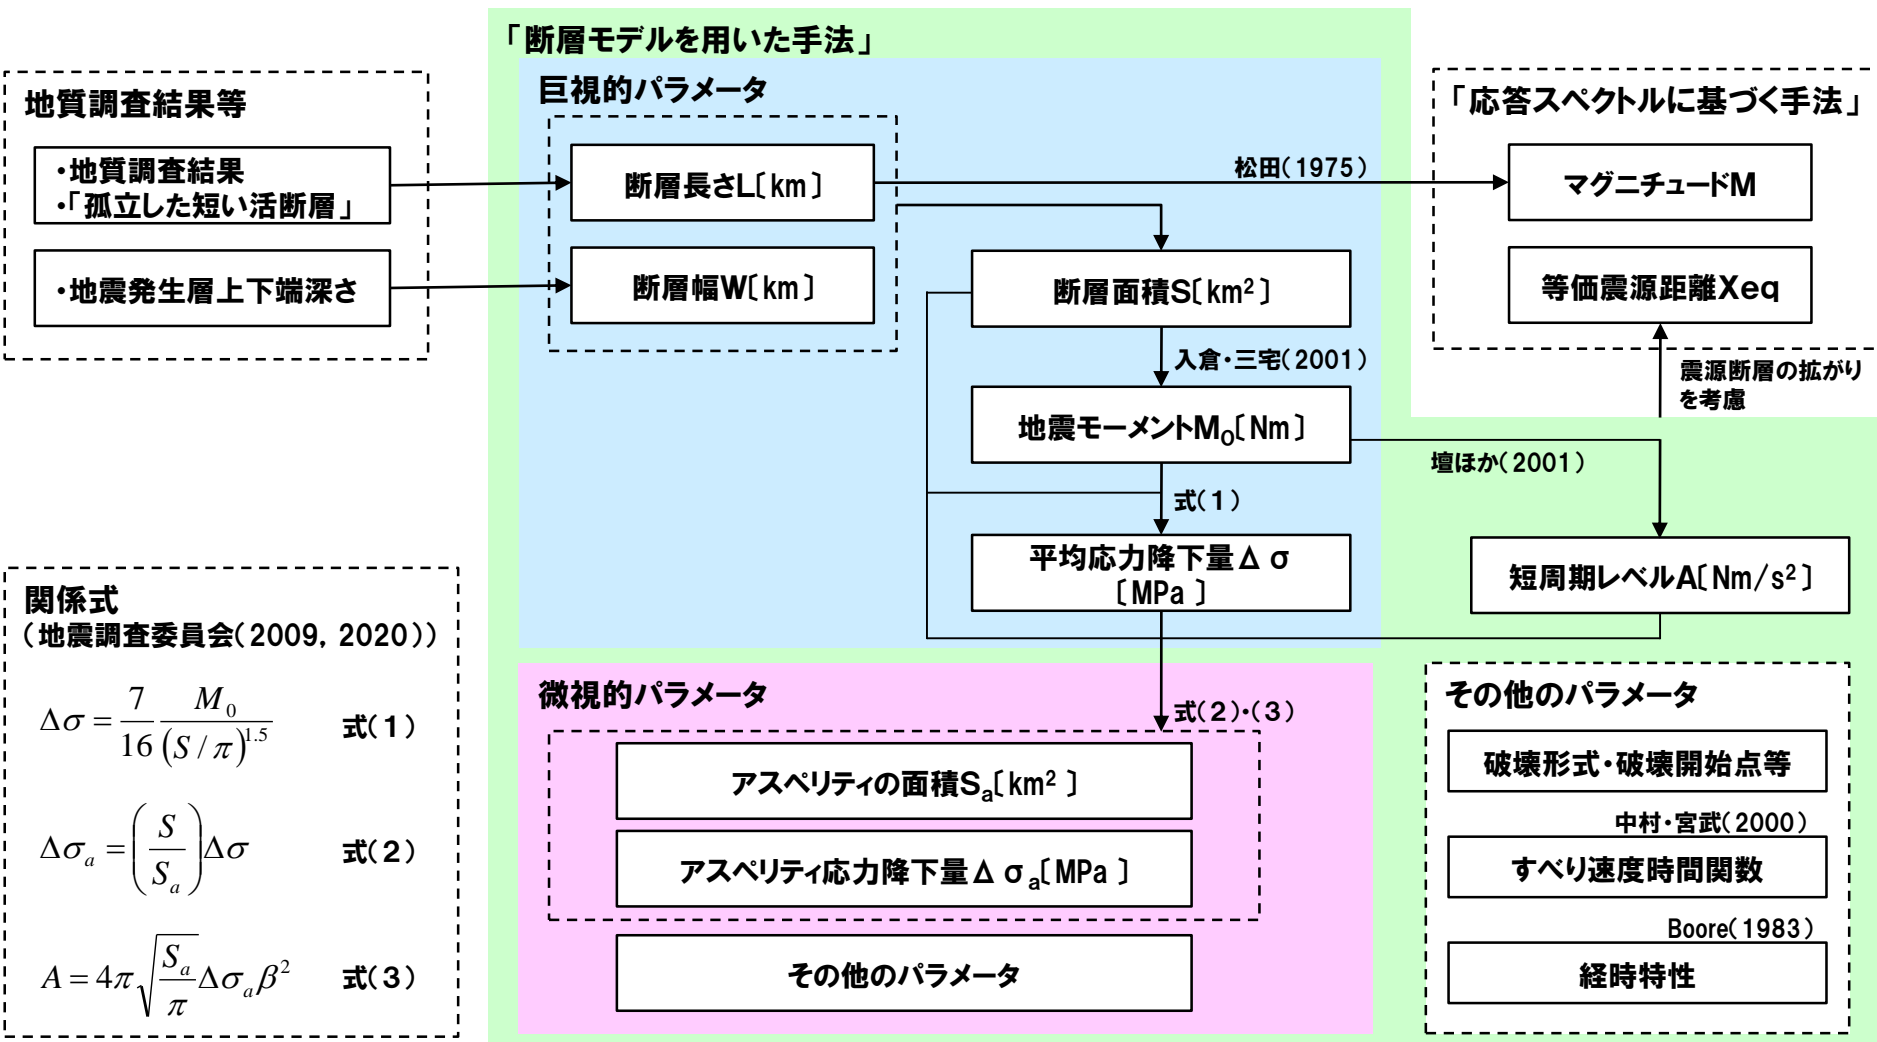 「断層モデルを用いた手法」
地質調査結果等
・地質調査結果
・「孤立した短い活断層」
・地震発生層上下端深さ
巨視的パラメータ
断層長さL〔km〕
断層幅W〔km〕
松田(1975)
断層面積S〔km²〕
入倉・三宅(2001)
地震モーメントM₀〔Nm〕
式(1)
平均応力降下量Δσ
〔MPa〕
「応答スペクトルに基づく手法」
マグニチュードM
等価震源距離Xeq
震源断層の拡がり
を考慮
壇ほか(2001)
短周期レベルA〔Nm/s²〕
関係式
(地震調査委員会(2009, 2020))
Δσ = 7/16 M₀/(S/π)^1.5 式(1)
Δσₐ = (S/Sₐ)Δσ 式(2)
A = 4π√(Sₐ/π) Δσₐβ² 式(3)
微視的パラメータ
式(2)・(3)
アスペリティの面積Sₐ〔km²〕
アスペリティ応力降下量Δσₐ〔MPa〕
その他のパラメータ
その他のパラメータ
破壊形式・破壊開始点等
中村・宮武(2000)
すべり速度時間関数
Boore(1983)
経時特性